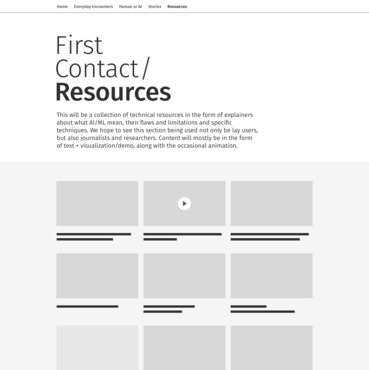 Home Everyday Encounters Human or AI Stories Resources
First
Contact/
Resources
This will be a collection of technical resources in the form of explainers
about what AI/ML mean, their flaws and limitations and specific
techniques. We hope to see this section being used not only be lay users,
but also journalists and researchers. Content will mostly be in the form
of text + visualization/demo, along with the occasional animation.